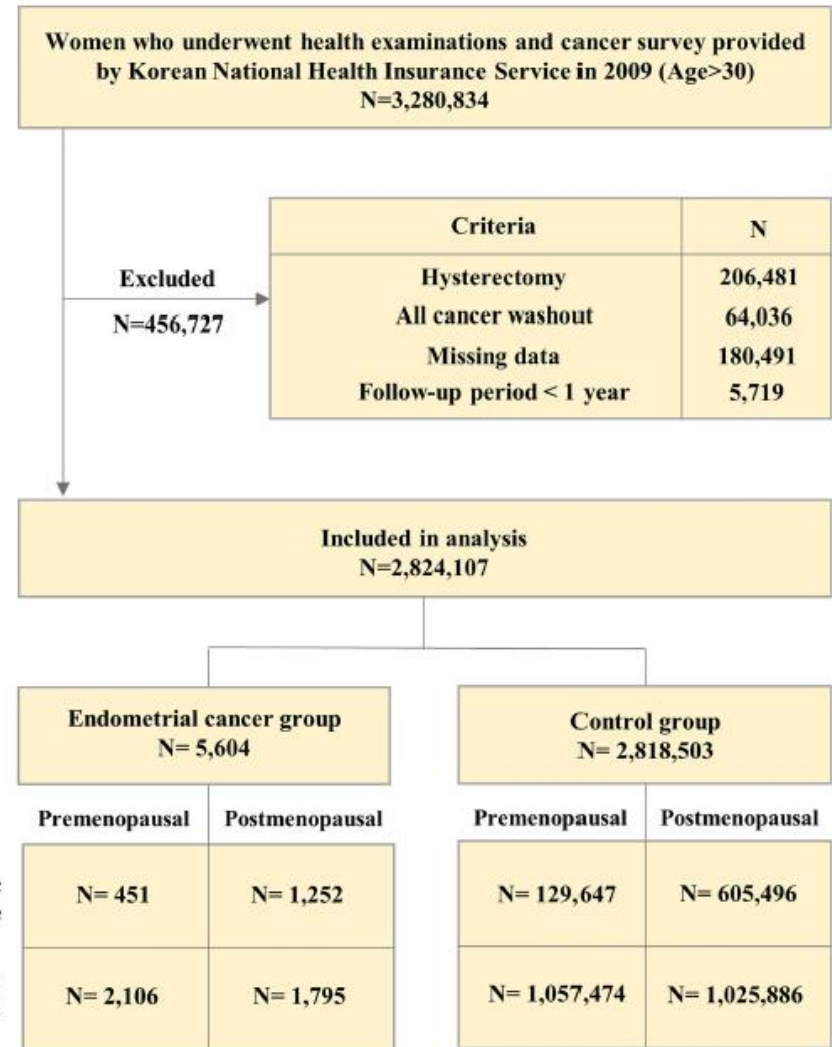 Women who underwent health examinations and cancer survey provided
by Korean National Health Insurance Service in 2009 (Age>30)
N=3,280,834
Criteria N
Excluded
N=456,727
Hysterectomy 206,481
All cancer washout 64,036
Missing data 180,491
Follow-up period < 1 year 5,719
Included in analysis
N=2,824,107
Endometrial cancer group
N= 5,604
Control group
N= 2,818,503
Premenopausal Postmenopausal Premenopausal Postmenopausal
N= 451 N= 1,252 N= 129,647 N= 605,496
N= 2,106 N= 1,795 N= 1,057,474 N= 1,025,886